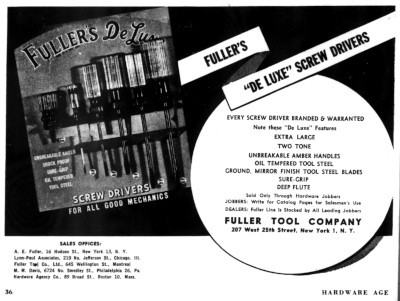 FULLER'S De Luxe
UNBREAKABLE AMBER
SHOCK PROOF
SURE-GRIP
OIL TEMPERED
TOOL STEEL
SCREW DRIVERS
FOR ALL GOOD MECHANICS
FULLER'S
"DE LUXE" SCREW DRIVERS
EVERY SCREW DRIVER BRANDED & WARRANTED
Note these "De Luxe" Features
EXTRA LARGE
TWO TONE
UNBREAKABLE AMBER HANDLES
OIL TEMPERED TOOL STEEL
GROUND, MIRROR FINISH TOOL STEEL BLADES
SURE-GRIP
DEEP FLUTE
Sold Only Through Hardware Jobbers
JOBBERS: Write for Catalog Pages for Salesmen's Use
DEALERS: Fuller Line is Stocked by All Leading Jobbers
FULLER TOOL COMPANY
207 West 25th Street, New York 1, N. Y.
SALES OFFICES:
A. E. Fuller, 16 Hudson St., New York 13, N. Y.
Lynn-Paul Associates, 219 No. Jefferson St., Chicago, Ill.
Fuller Tool Co., Ltd., 645 Wellington St., Montreal
M. H. Davis, 6724 No. Smedley St., Philadelphia 26, Pa.
Hardware Agency Co., 89 Broad St., Boston 10, Mass.
36
HARDWARE AGE